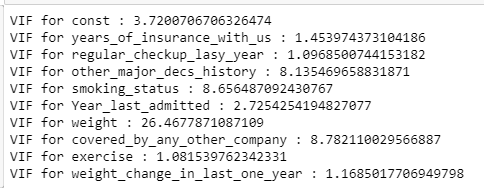 VIF for const : 3.7200706706326474
VIF for years_of_insurance_with_us : 1.453974373104186
VIF for regular_checkup_lasy_year : 1.0968500744153182
VIF for other_major_decs_history : 8.135469658831871
VIF for smoking_status : 8.656487092430767
VIF for Year_last_admitted : 2.7254254194827077
VIF for weight : 26.4677871087109
VIF for covered_by_any_other_company : 8.782110029566887
VIF for exercise : 1.081539762342331
VIF for weight_change_in_last_one_year : 1.1685017706949798